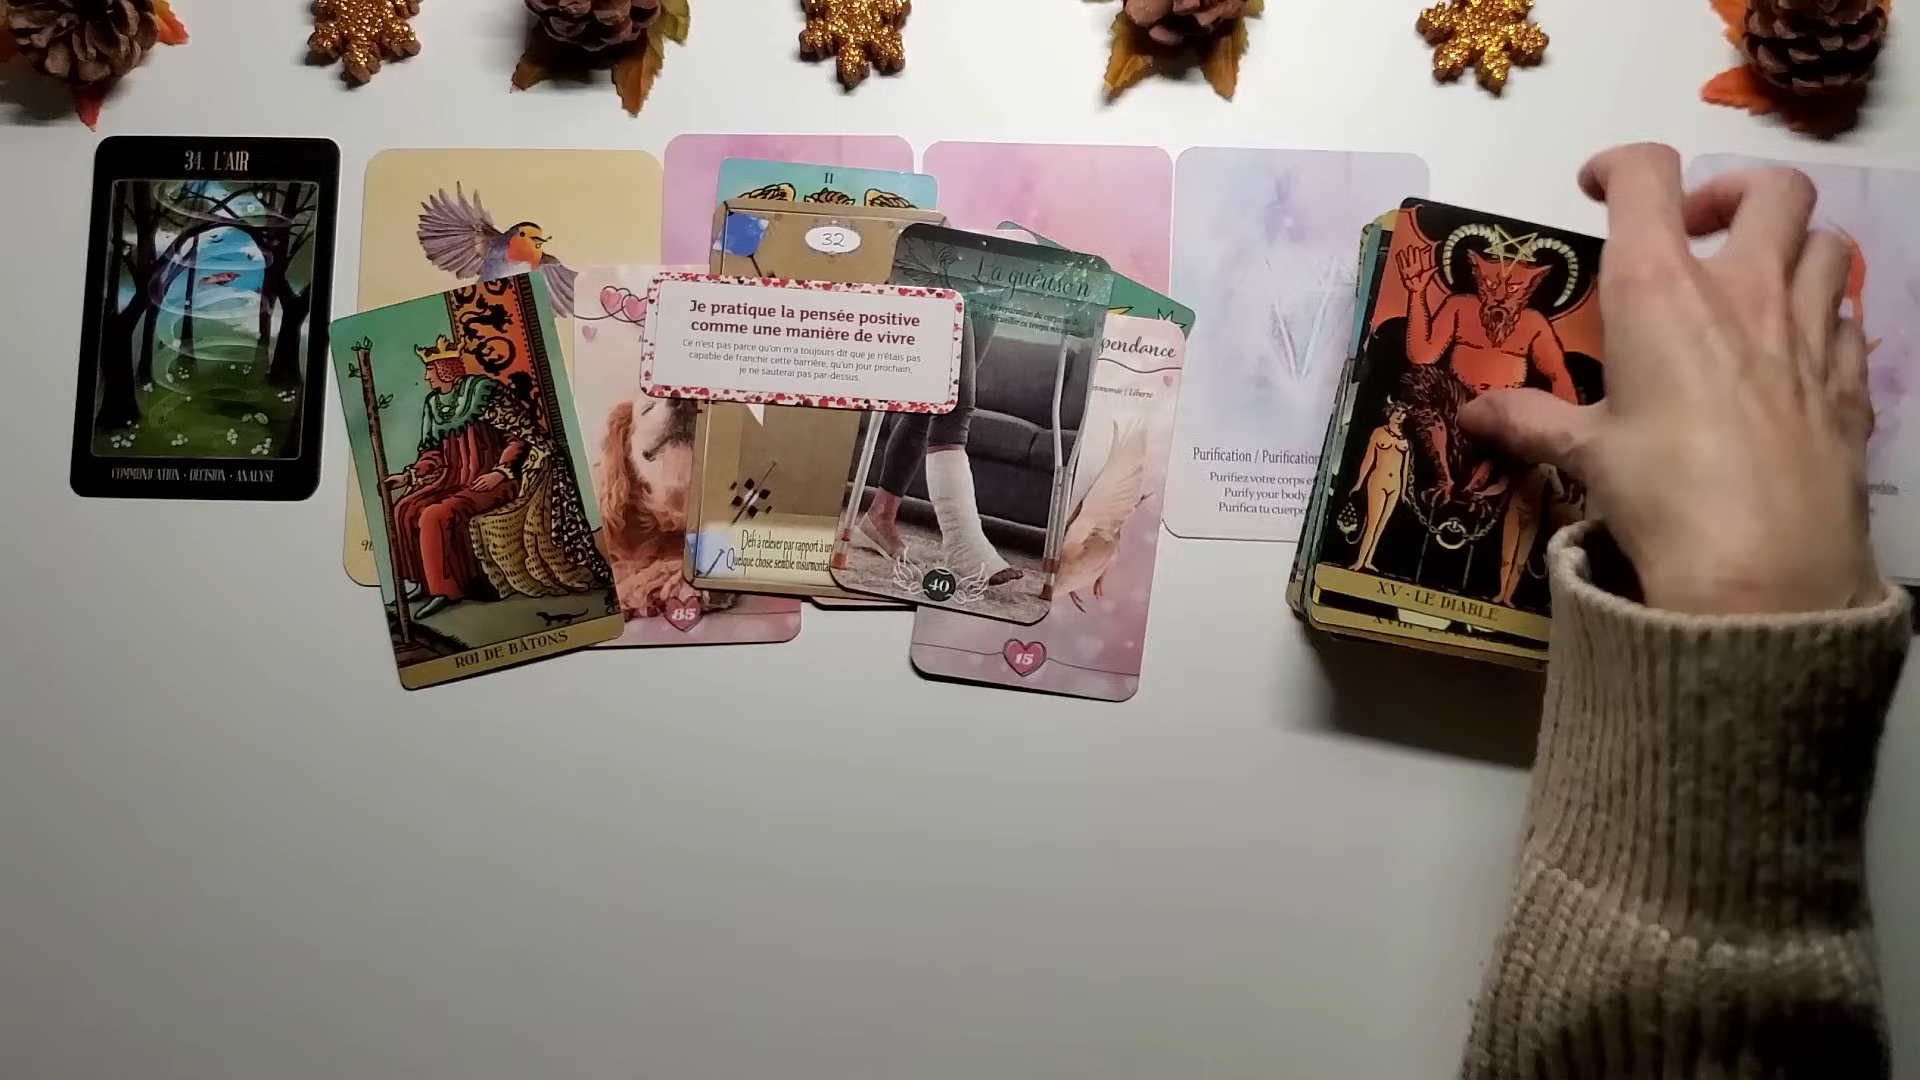 31. L'AIR
COMMUNICATION • DÉCISION • ANALYSE
II
32
La guérison
Je pratique la pensée positive
comme une manière de vivre
Ce n'est pas parce qu'on m'a toujours dit que je n'étais pas
capable de franchir cette barrière, qu'un jour prochain,
je ne sauterai pas par-dessus.
pendance
Liberté
Purification / Purification
Purifiez votre corps e
Purify your body
Purifica tu cuerpo
Défi à relever par rapport à un
Quelque chose semble insurmonta
40
85
15
ROI DE BÂTONS
XV • LE DIABLE